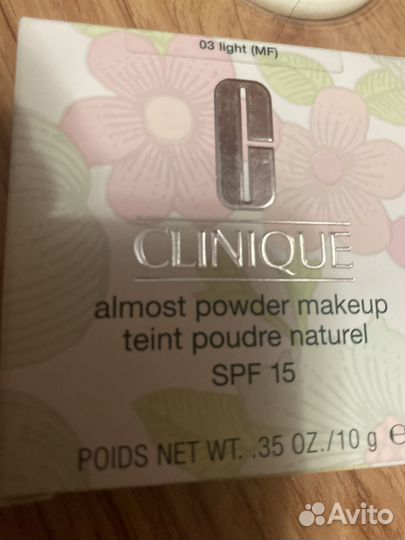 03 light (MF)
C
CLINIQUE
almost powder makeup
teint poudre naturel
SPF 15
POIDS NET WT. .35 OZ./10 g e
Avito